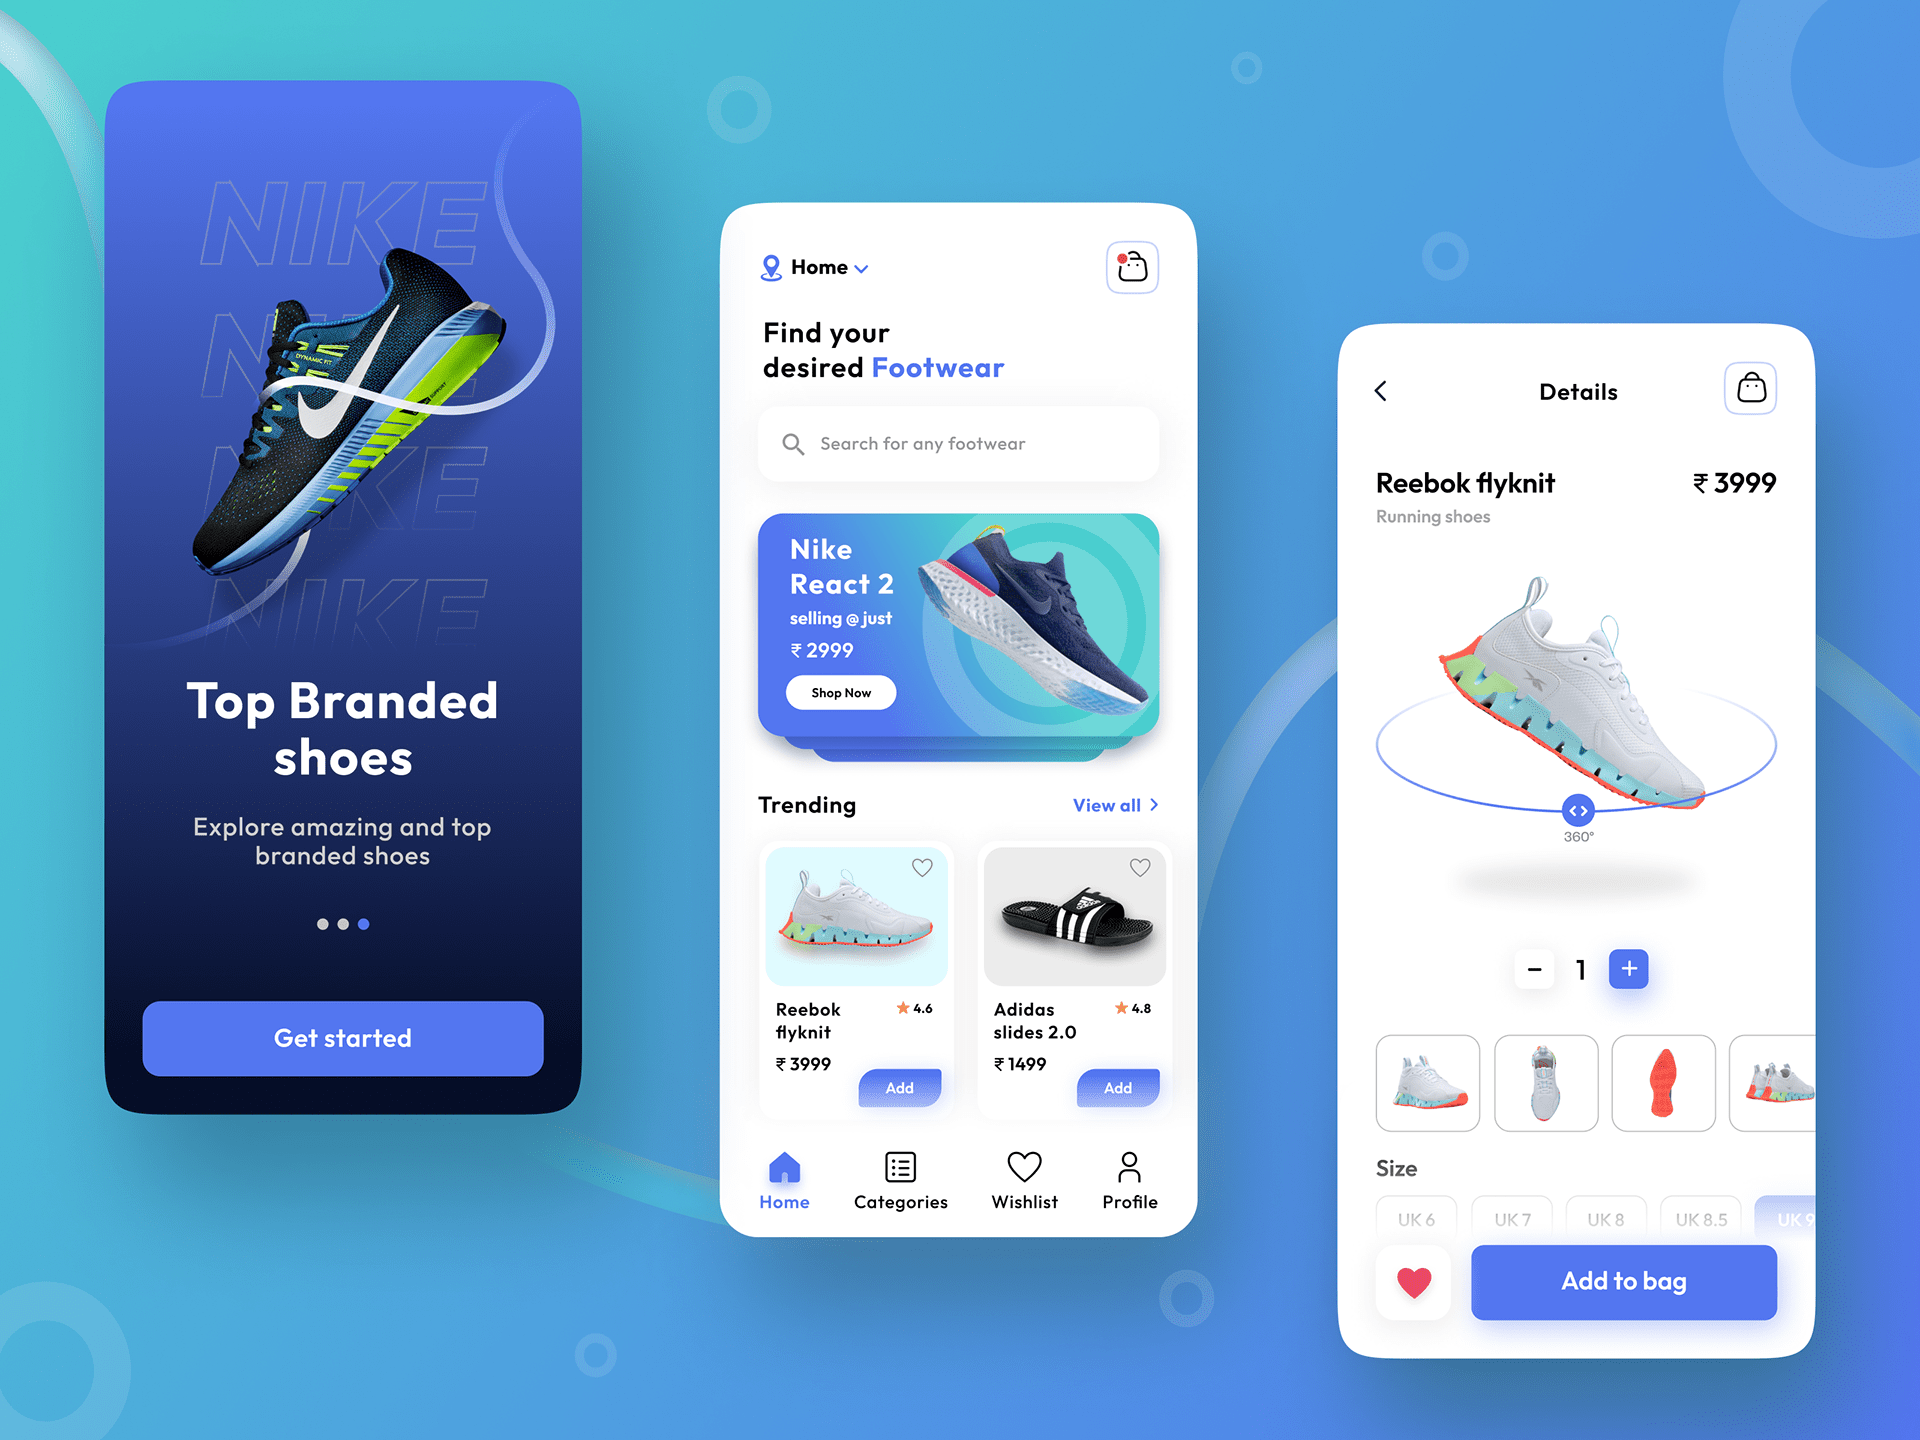 NIKE
NIKE
NIKE
NIKE
DYNAMIC FIT
SUPPORT
Top Branded
shoes
Explore amazing and top
branded shoes
Get started
Home
Find your
desired Footwear
Search for any footwear
Nike
React 2
selling @ just
₹ 2999
Shop Now
Trending
View all
Reebok
flyknit
4.6
₹ 3999
Add
Adidas
slides 2.0
4.8
₹ 1499
Add
Home
Categories
Wishlist
Profile
Details
Reebok flyknit
₹ 3999
Running shoes
360°
1
Size
UK 6
UK 7
UK 8
UK 8.5
UK 9
Add to bag